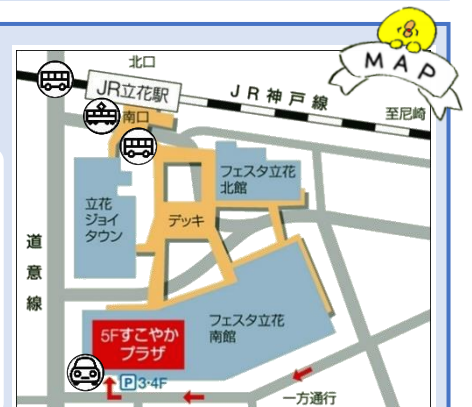 MAP
北口
JR立花駅
JR神戸線
至尼崎
南口
フェスタ立花
北館
立花
ジョイ
タウン
デッキ
道意線
フェスタ立花
南館
5Fすこやか
プラザ
P3・4F
一方通行